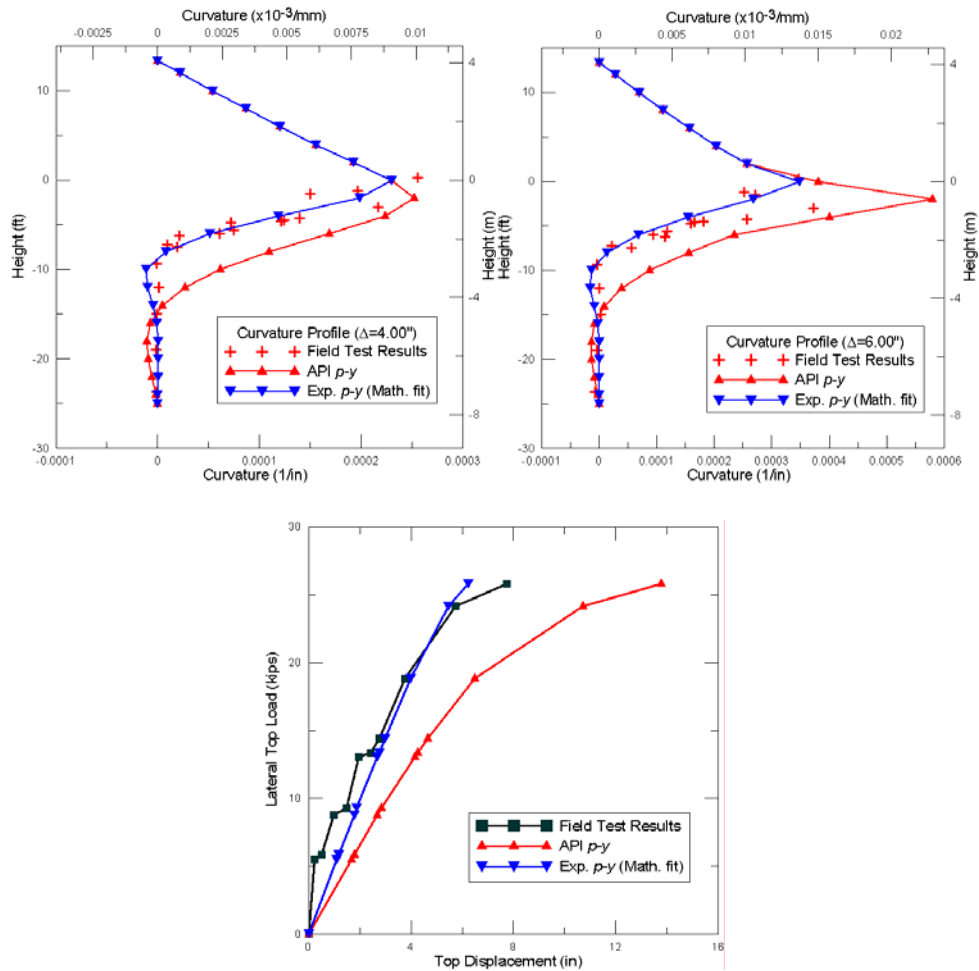 Curvature (x10-3/mm)
-0.0025 0 0.0025 0.005 0.0075 0.01
Height (ft)
10
0
-10
-20
-30
4
0
-4
-8
Height (m)
Curvature Profile (Δ=4.00")
Field Test Results
API p-y
Exp. p-y (Math. fit)
-0.0001 0 0.0001 0.0002 0.0003
Curvature (1/in)
Curvature (x10-3/mm)
0 0.005 0.01 0.015 0.02
Height (ft)
10
0
-10
-20
-30
4
0
-4
-8
Height (m)
Curvature Profile (Δ=6.00")
Field Test Results
API p-y
Exp. p-y (Math. fit)
-0.0001 0 0.0001 0.0002 0.0003 0.0004 0.0005 0.0006
Curvature (1/in)
Lateral Top Load (kips)
30
20
10
0
Field Test Results
API p-y
Exp. p-y (Math. fit)
0 4 8 12 16
Top Displacement (in)